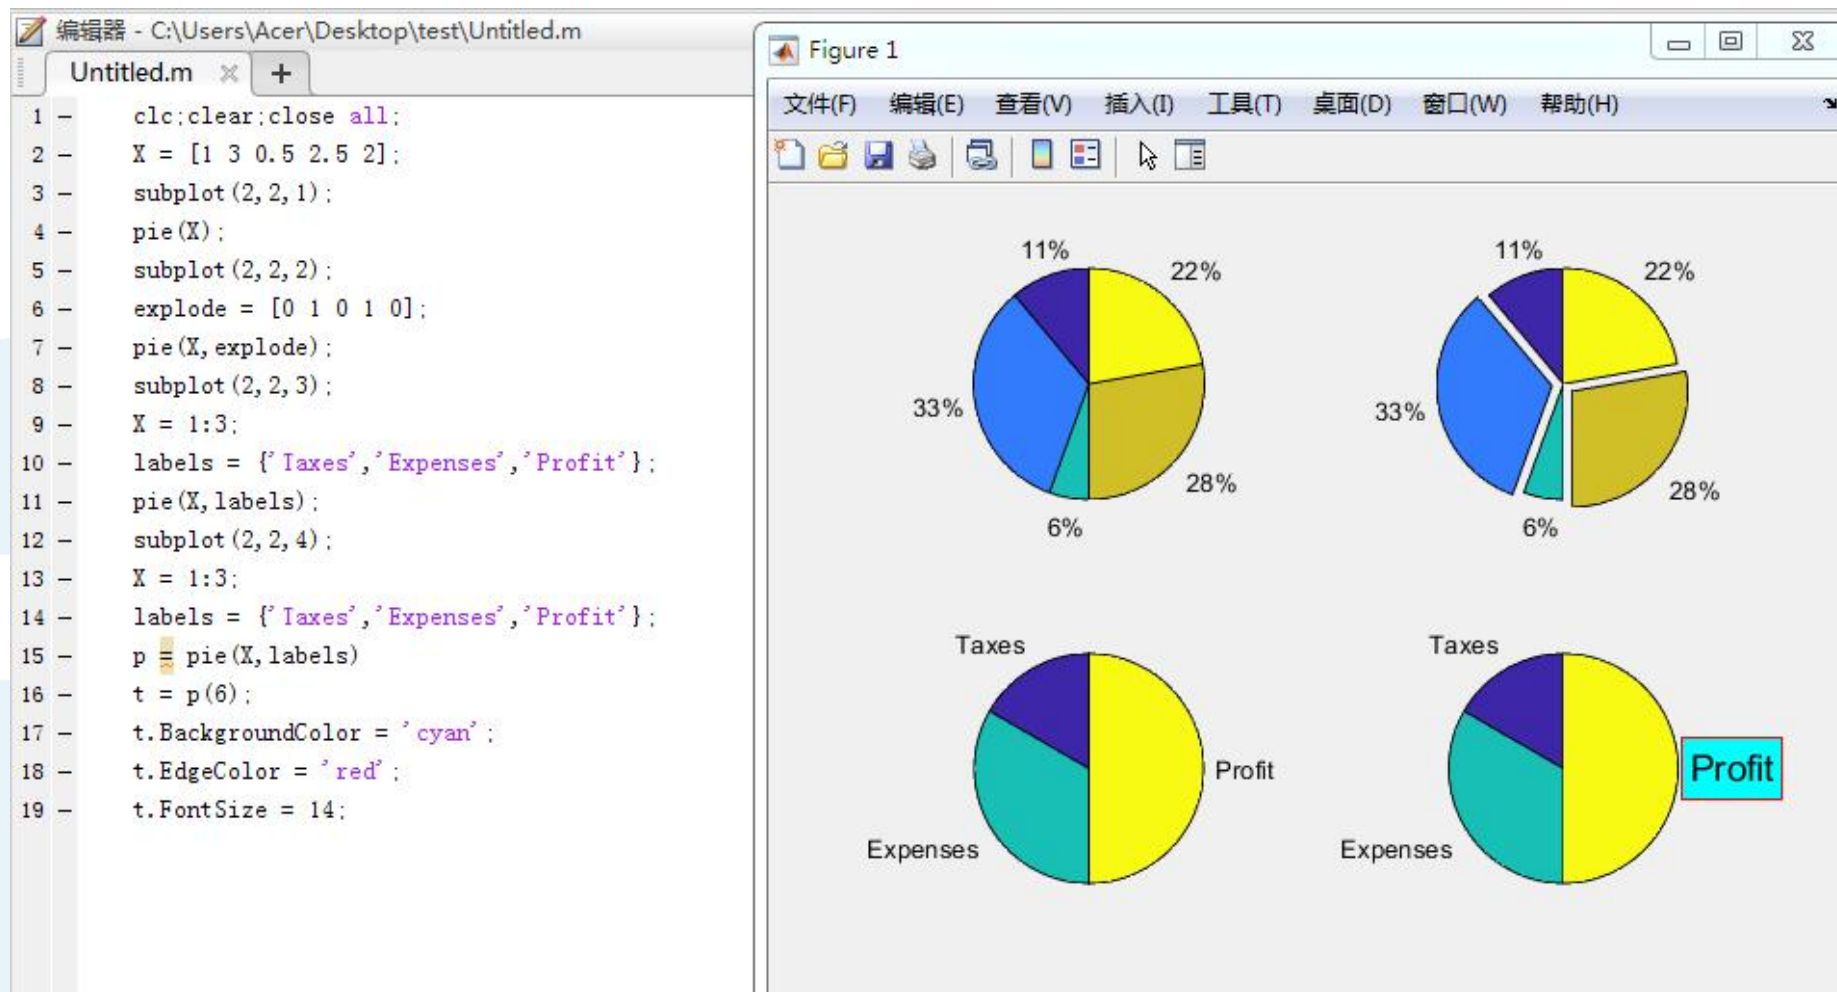 编辑器 - C:\Users\Acer\Desktop\test\Untitled.m
Untitled.m × +
1 – clc;clear;close all;
2 – X = [1 3 0.5 2.5 2];
3 – subplot(2,2,1);
4 – pie(X);
5 – subplot(2,2,2);
6 – explode = [0 1 0 1 0];
7 – pie(X,explode);
8 – subplot(2,2,3);
9 – X = 1:3;
10 – labels = {'Taxes','Expenses','Profit'};
11 – pie(X,labels);
12 – subplot(2,2,4);
13 – X = 1:3;
14 – labels = {'Taxes','Expenses','Profit'};
15 – p = pie(X,labels)
16 – t = p(6);
17 – t.BackgroundColor = 'cyan';
18 – t.EdgeColor = 'red';
19 – t.FontSize = 14;
Figure 1
文件(F) 编辑(E) 查看(V) 插入(I) 工具(T) 桌面(D) 窗口(W) 帮助(H)
11%
22%
33%
28%
6%
11%
22%
33%
28%
6%
Taxes
Profit
Expenses
Taxes
Profit
Expenses